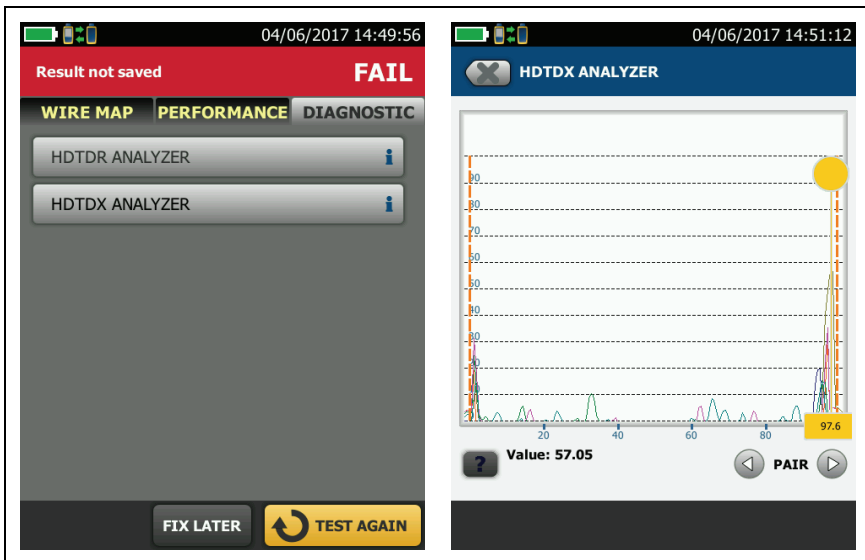 04/06/2017 14:49:56
Result not saved FAIL
WIRE MAP PERFORMANCE DIAGNOSTIC
HDTDR ANALYZER i
HDTDX ANALYZER i
FIX LATER TEST AGAIN
04/06/2017 14:51:12
HDTDX ANALYZER
90
80
70
60
50
40
30
20
20 40 60 80 97.6
? Value: 57.05 PAIR